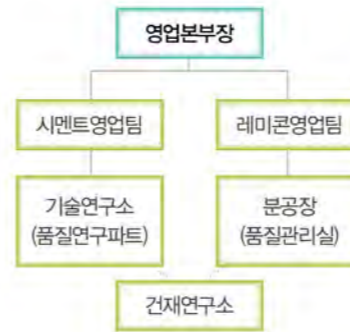 영업본부장
시멘트영업팀
레미콘영업팀
기술연구소
(품질연구파트)
분공장
(품질관리실)
건재연구소